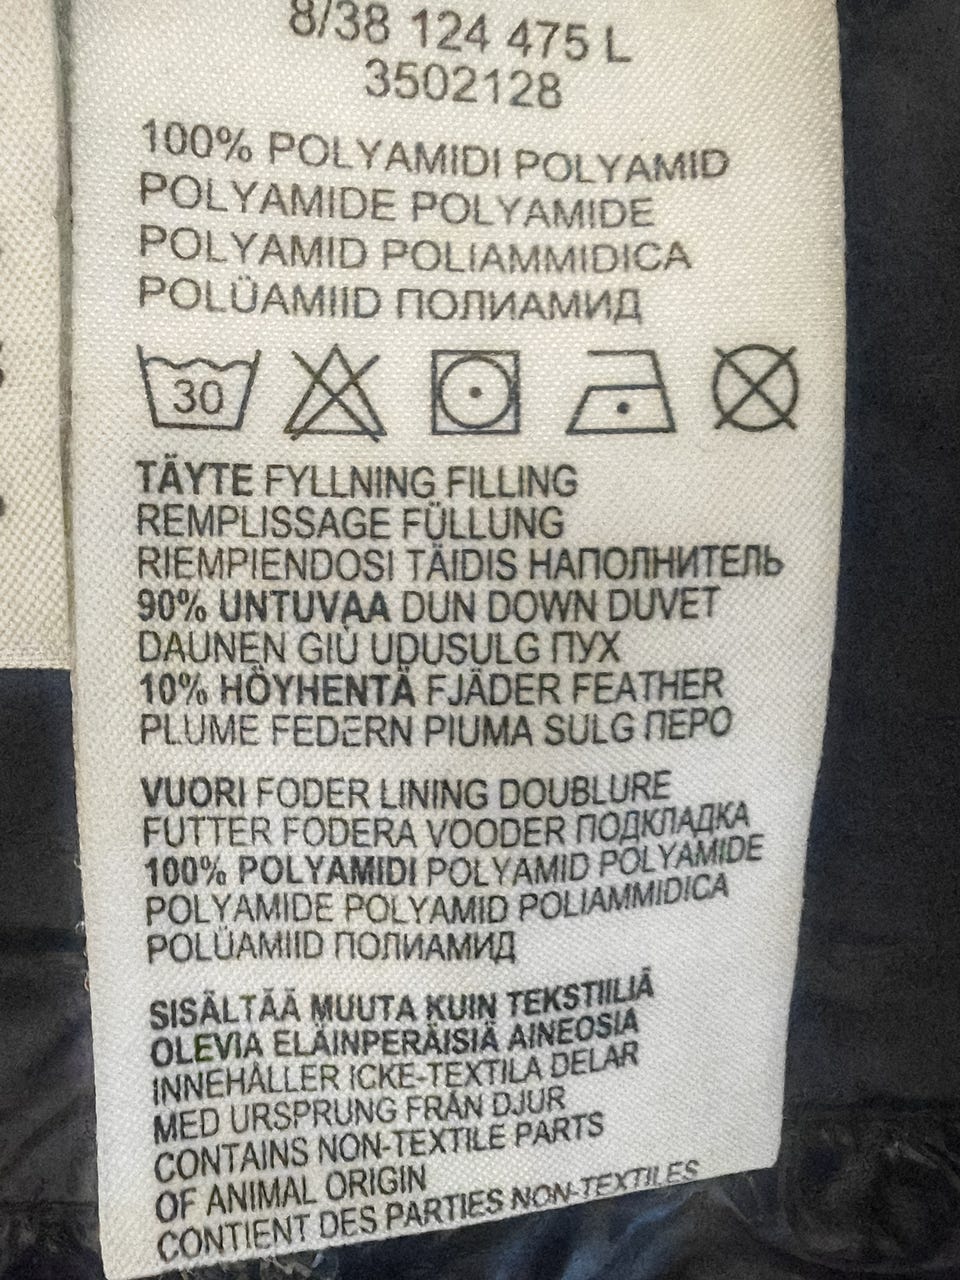 8/38 124 475 L
3502128
100% POLYAMIDI POLYAMID
POLYAMIDE POLYAMIDE
POLYAMID POLIAMMIDICA
POLÜAMIID ПОЛИАМИД
30
TÄYTE FYLLNING FILLING
REMPLISSAGE FÜLLUNG
RIEMPIENDOSI TÄIDIS НАПОЛНИТЕЛЬ
90% UNTUVAA DUN DOWN DUVET
DAUNEN GIÙ UDUSULG ПУХ
10% HÖYHENTÄ FJÄDER FEATHER
PLUME FEDERN PIUMA SULG ПЕРО
VUORI FODER LINING DOUBLURE
FUTTER FODERA VOODER ПОДКЛАДКА
100% POLYAMIDI POLYAMID POLYAMIDE
POLYAMIDE POLYAMID POLIAMMIDICA
POLÜAMIID ПОЛИАМИД
SISÄLTÄÄ MUUTA KUIN TEKSTIILIÄ
OLEVIA ELÄINPERÄISIÄ AINEOSIA
INNEHÅLLER ICKE-TEXTILA DELAR
MED URSPRUNG FRÅN DJUR
CONTAINS NON-TEXTILE PARTS
OF ANIMAL ORIGIN
CONTIENT DES PARTIES NON-TEXTILES